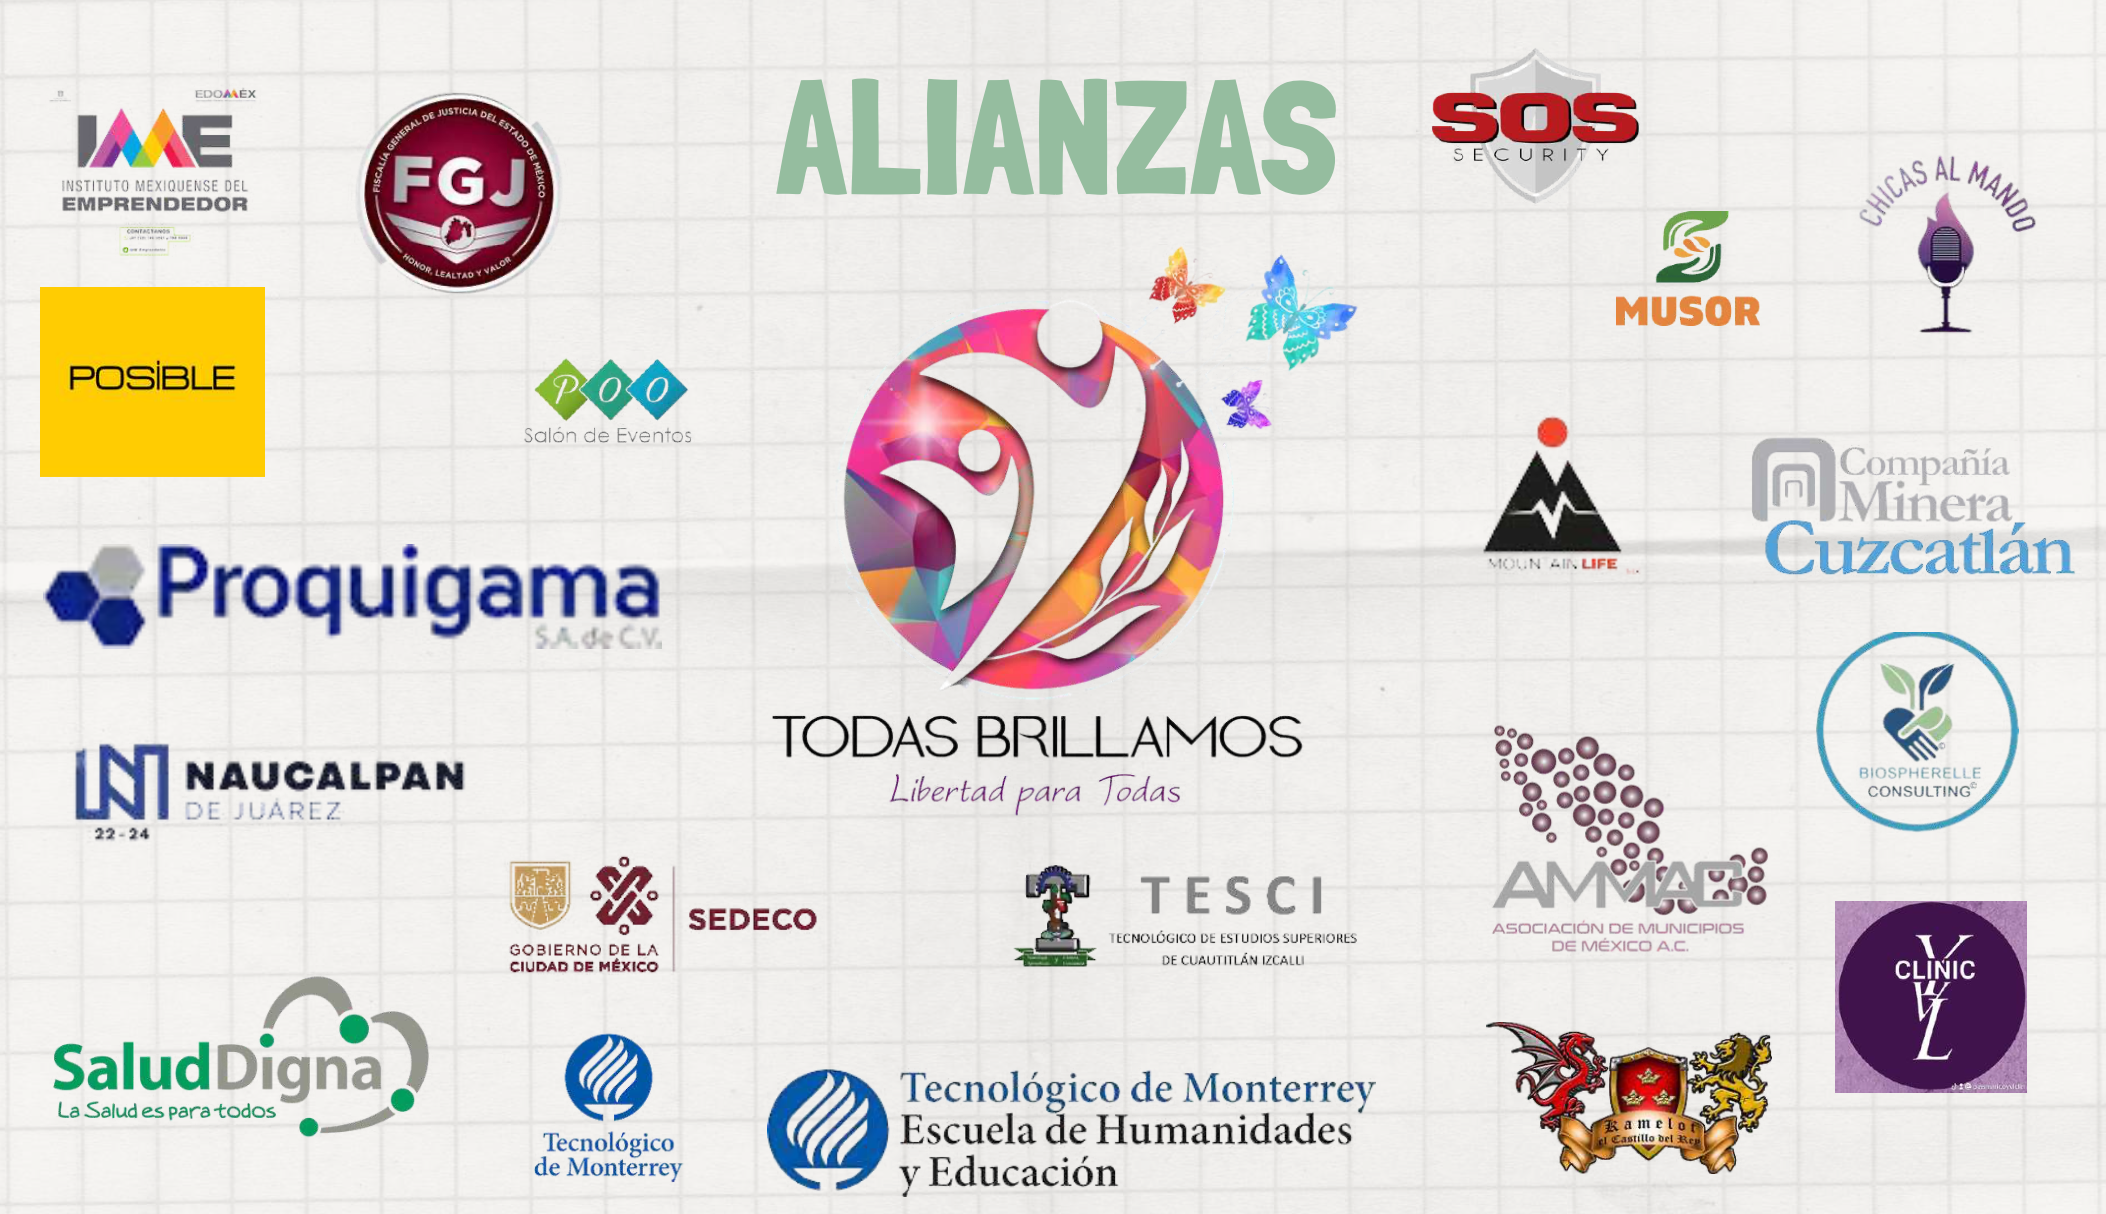 ALIANZAS
EDOMÉX
IME
INSTITUTO MEXIQUENSE DEL
EMPRENDEDOR
CONTACTANOS
FISCALÍA GENERAL DE JUSTICIA DEL ESTADO DE MÉXICO
FGJ
HONOR, LEALTAD Y VALOR
SOS
SECURITY
CHICAS AL MANDO
MUSOR
POSiBLE
POO
Salón de Eventos
MOUNTAIN LIFE
Compañía
Minera
Cuzcatlán
Proquigama
S.A. de C.V.
TODAS BRILLAMOS
Libertad para Todas
BIOSPHERELLE
CONSULTING©
NAUCALPAN
DE JUÁREZ
22 - 24
AMMAC
ASOCIACIÓN DE MUNICIPIOS
DE MÉXICO A.C.
GOBIERNO DE LA
CIUDAD DE MÉXICO
SEDECO
TESCI
TECNOLÓGICO DE ESTUDIOS SUPERIORES
DE CUAUTITLÁN IZCALLI
V
CLINIC
Y
L
SaludDigna
La Salud es para todos
Tecnológico
de Monterrey
Tecnológico de Monterrey
Escuela de Humanidades
y Educación
Kamelot
el Castillo del Rey